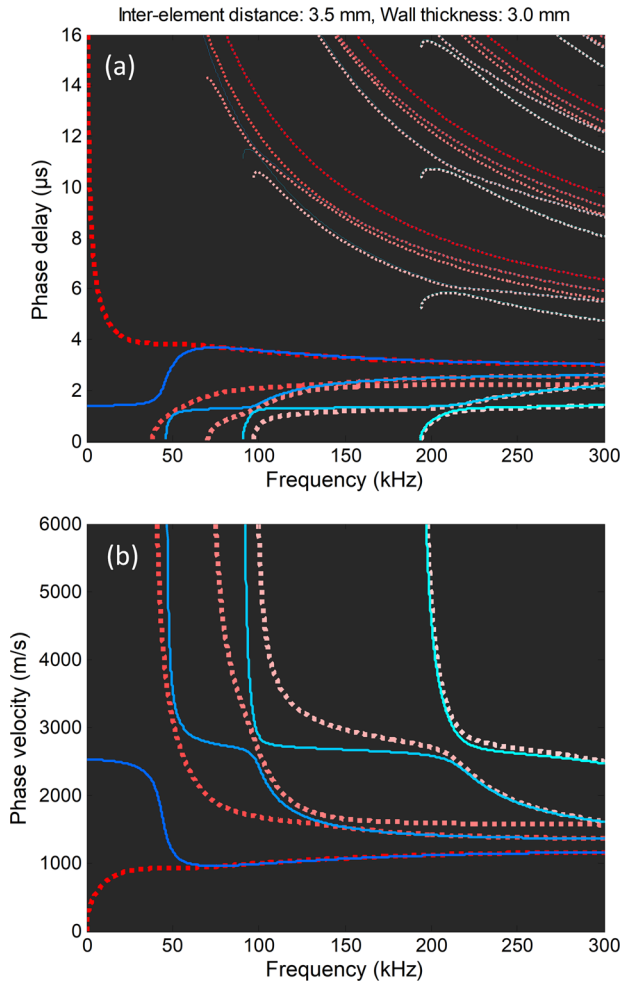 Inter-element distance: 3.5 mm, Wall thickness: 3.0 mm
(a)
Phase delay (μs)
16
14
12
10
8
6
4
2
0
0 50 100 150 200 250 300
Frequency (kHz)
(b)
Phase velocity (m/s)
6000
5000
4000
3000
2000
1000
0
0 50 100 150 200 250 300
Frequency (kHz)